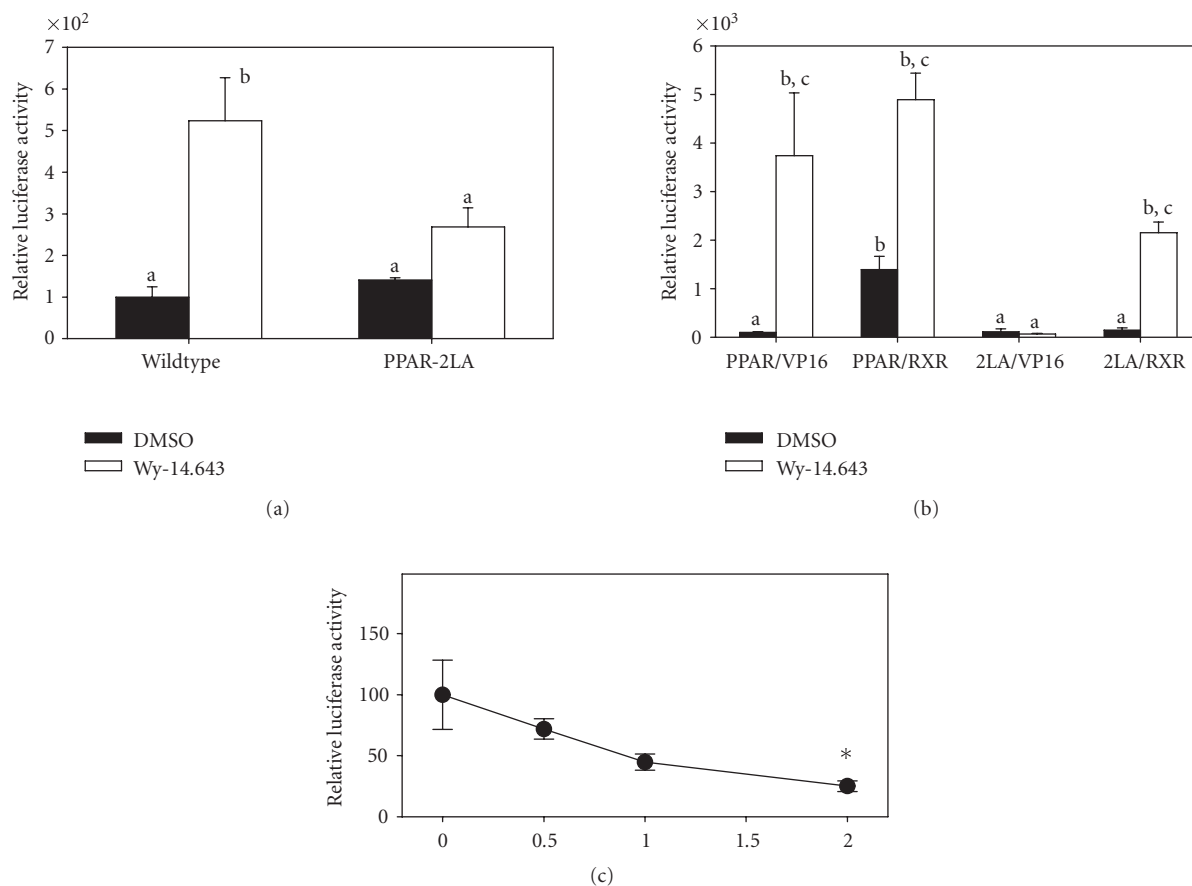 ×10²
7
6
5
4
3
2
1
0
Relative luciferase activity
a
b
a
a
Wildtype
PPAR-2LA
DMSO
Wy-14.643
(a)
×10³
6
5
4
3
2
1
0
Relative luciferase activity
a
b, c
b
b, c
a
a
a
b, c
PPAR/VP16
PPAR/RXR
2LA/VP16
2LA/RXR
DMSO
Wy-14.643
(b)
150
100
50
0
Relative luciferase activity
*
0
0.5
1
1.5
2
(c)